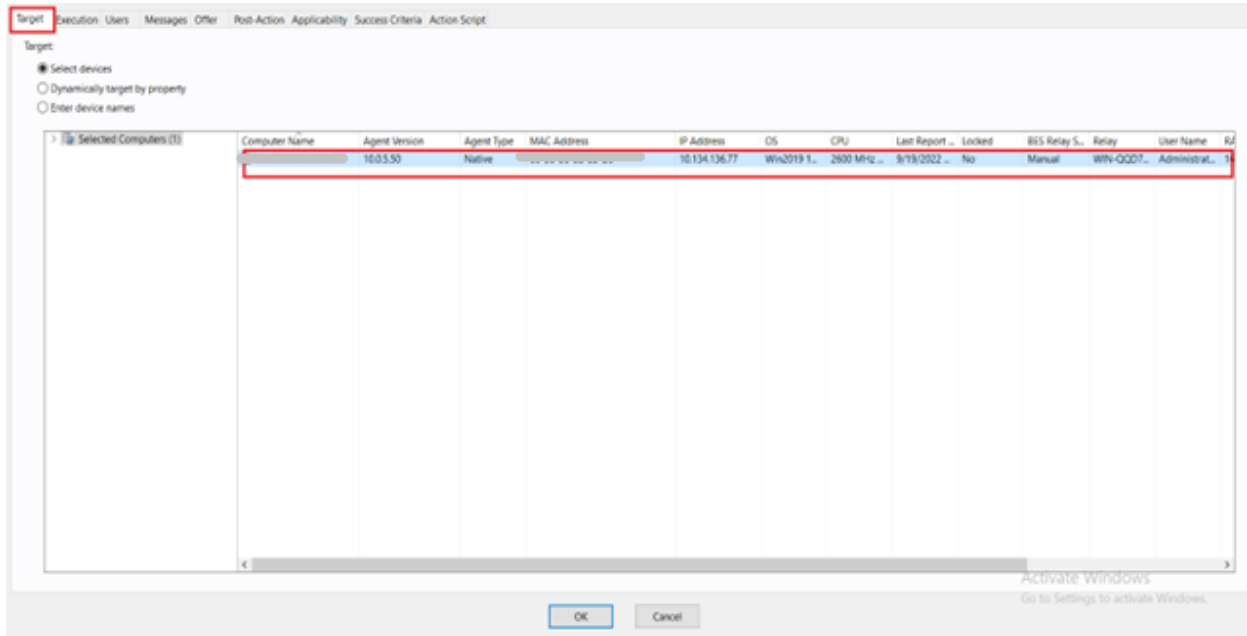 Target Execution Users Messages Offer Post-Action Applicability Success Criteria Action Script
Target:
Select devices
Dynamically target by property
Enter device names
Selected Computers (1)
Computer Name Agent Version Agent Type MAC Address IP Address OS CPU Last Report ... Locked BES Relay S... Relay User Name RA
10.0.5.50 Native 10.134.136.77 Win2019 1... 2600 MHz ... 9/19/2022 ... No Manual WIN-QQD7... Administrat...
Activate Windows
Go to Settings to activate Windows.
OK Cancel